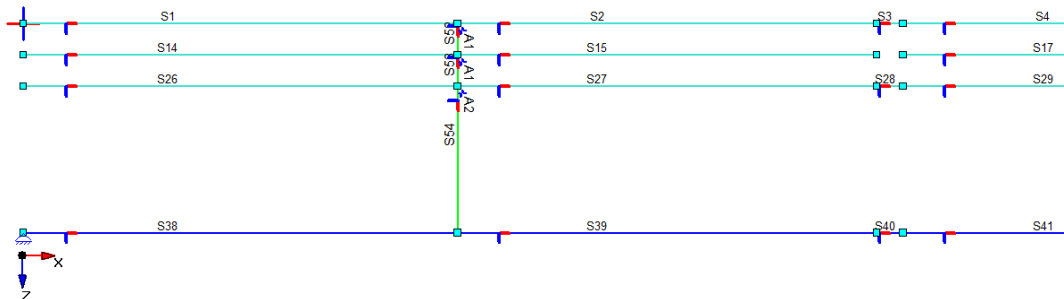 S1 S2 S3 S4
S53 A1
S14 S15 S17
S53 A1
S26 S27 S28 S29
A2
S54
S38 S39 S40 S41
X
Z